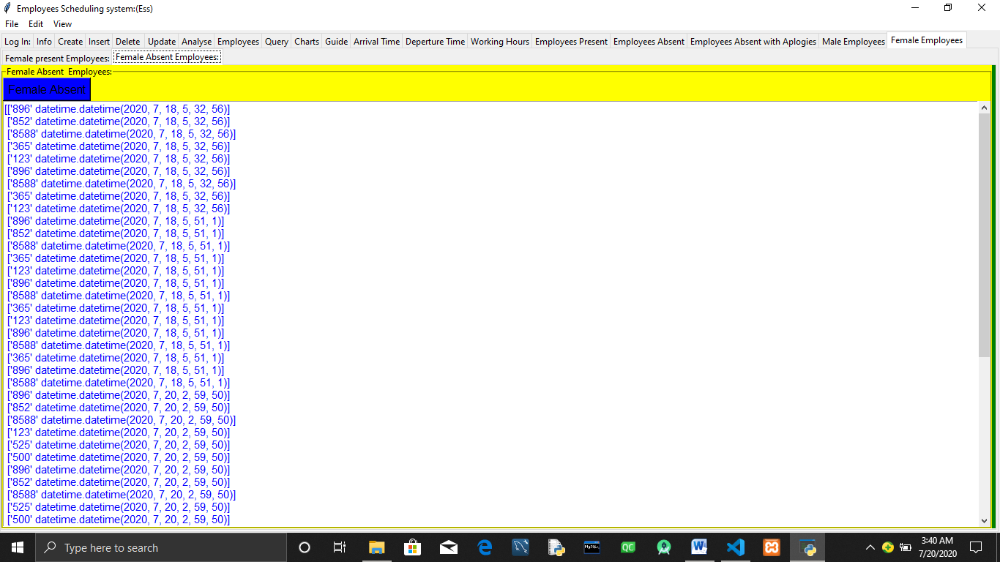 Employees Scheduling system:(Ess)
File Edit View
Log In: Info Create Insert Delete Update Analyse Employees Query Charts Guide Arrival Time Deperture Time Working Hours Employees Present Employees Absent Employees Absent with Aplogies Male Employees Female Employees
Female present Employees: Female Absent Employees:
Female Absent Employees:
Female Absent
[['896' datetime.datetime(2020, 7, 18, 5, 32, 56)]
['852' datetime.datetime(2020, 7, 18, 5, 32, 56)]
['8588' datetime.datetime(2020, 7, 18, 5, 32, 56)]
['365' datetime.datetime(2020, 7, 18, 5, 32, 56)]
['123' datetime.datetime(2020, 7, 18, 5, 32, 56)]
['896' datetime.datetime(2020, 7, 18, 5, 32, 56)]
['8588' datetime.datetime(2020, 7, 18, 5, 32, 56)]
['365' datetime.datetime(2020, 7, 18, 5, 32, 56)]
['123' datetime.datetime(2020, 7, 18, 5, 32, 56)]
['896' datetime.datetime(2020, 7, 18, 5, 51, 1)]
['852' datetime.datetime(2020, 7, 18, 5, 51, 1)]
['8588' datetime.datetime(2020, 7, 18, 5, 51, 1)]
['365' datetime.datetime(2020, 7, 18, 5, 51, 1)]
['123' datetime.datetime(2020, 7, 18, 5, 51, 1)]
['896' datetime.datetime(2020, 7, 18, 5, 51, 1)]
['8588' datetime.datetime(2020, 7, 18, 5, 51, 1)]
['365' datetime.datetime(2020, 7, 18, 5, 51, 1)]
['123' datetime.datetime(2020, 7, 18, 5, 51, 1)]
['896' datetime.datetime(2020, 7, 18, 5, 51, 1)]
['8588' datetime.datetime(2020, 7, 18, 5, 51, 1)]
['365' datetime.datetime(2020, 7, 18, 5, 51, 1)]
['896' datetime.datetime(2020, 7, 18, 5, 51, 1)]
['8588' datetime.datetime(2020, 7, 18, 5, 51, 1)]
['896' datetime.datetime(2020, 7, 20, 2, 59, 50)]
['852' datetime.datetime(2020, 7, 20, 2, 59, 50)]
['8588' datetime.datetime(2020, 7, 20, 2, 59, 50)]
['123' datetime.datetime(2020, 7, 20, 2, 59, 50)]
['525' datetime.datetime(2020, 7, 20, 2, 59, 50)]
['500' datetime.datetime(2020, 7, 20, 2, 59, 50)]
['896' datetime.datetime(2020, 7, 20, 2, 59, 50)]
['852' datetime.datetime(2020, 7, 20, 2, 59, 50)]
['8588' datetime.datetime(2020, 7, 20, 2, 59, 50)]
['525' datetime.datetime(2020, 7, 20, 2, 59, 50)]
['500' datetime.datetime(2020, 7, 20, 2, 59, 50)]
Type here to search
MySQL
QC
W
3:40 AM
7/20/2020